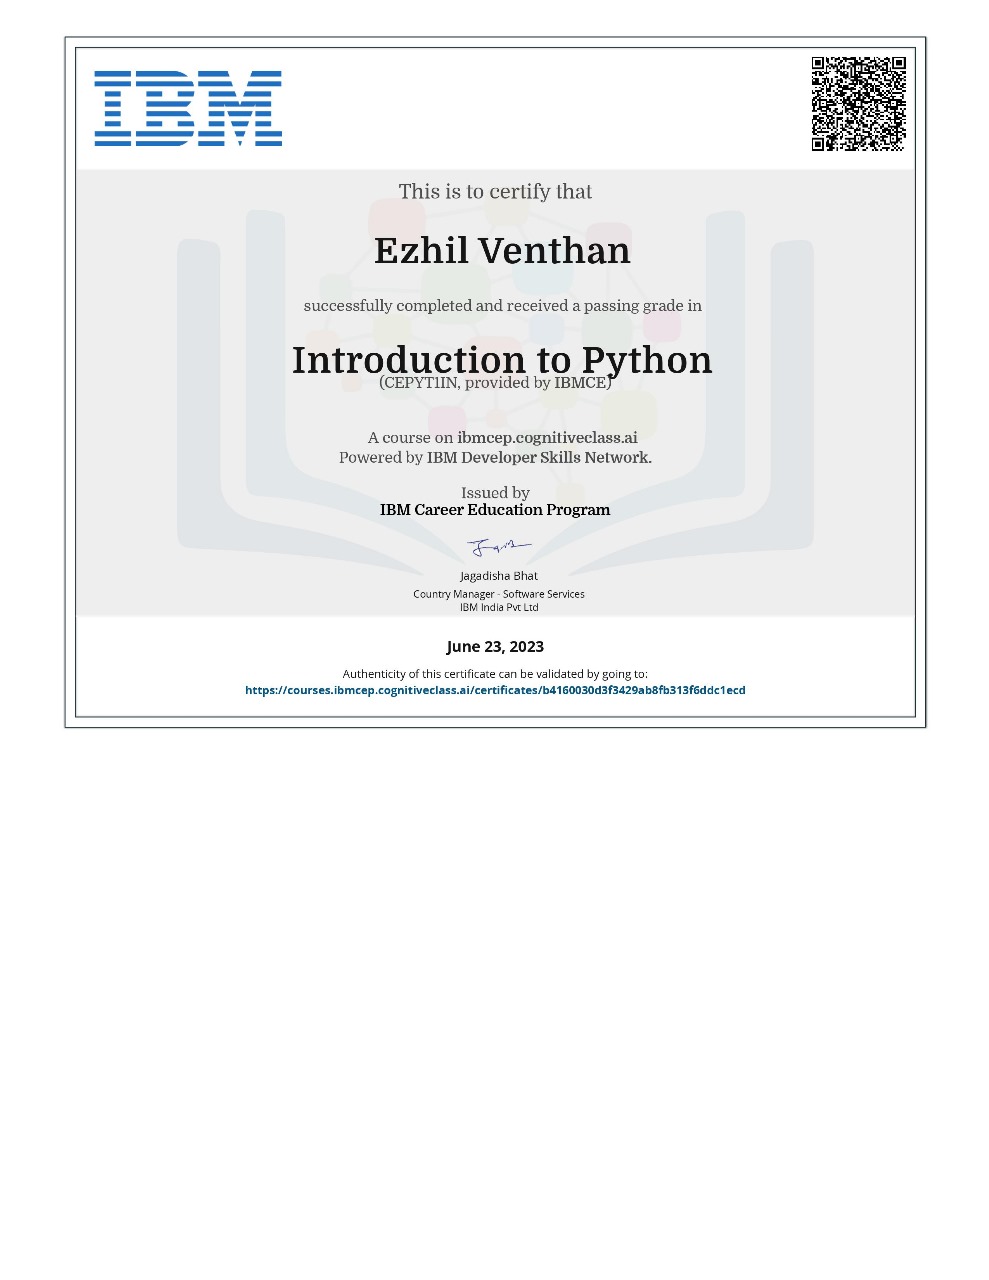 IBM
This is to certify that
Ezhil Venthan
successfully completed and received a passing grade in
Introduction to Python
(CEPYT1IN, provided by IBMCE)
A course on ibmcep.cognitiveclass.ai
Powered by IBM Developer Skills Network.
Issued by
IBM Career Education Program
Jagadisha Bhat
Country Manager - Software Services
IBM India Pvt Ltd
June 23, 2023
Authenticity of this certificate can be validated by going to:
https://courses.ibmcep.cognitiveclass.ai/certificates/b4160030d3f3429ab8fb313f6ddc1ecd